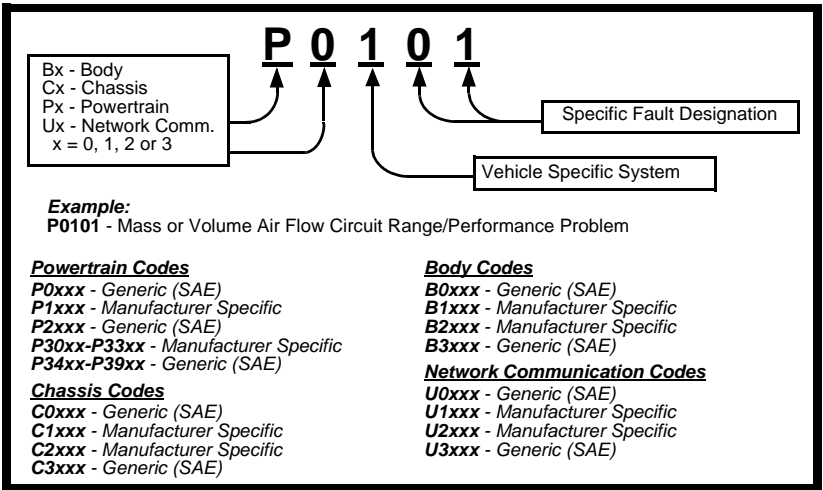 P 0 1 0 1
Bx - Body
Cx - Chassis
Px - Powertrain
Ux - Network Comm.
x = 0, 1, 2 or 3
Specific Fault Designation
Vehicle Specific System
Example:
P0101 - Mass or Volume Air Flow Circuit Range/Performance Problem
Powertrain Codes
P0xxx - Generic (SAE)
P1xxx - Manufacturer Specific
P2xxx - Generic (SAE)
P30xx-P33xx - Manufacturer Specific
P34xx-P39xx - Generic (SAE)
Chassis Codes
C0xxx - Generic (SAE)
C1xxx - Manufacturer Specific
C2xxx - Manufacturer Specific
C3xxx - Generic (SAE)
Body Codes
B0xxx - Generic (SAE)
B1xxx - Manufacturer Specific
B2xxx - Manufacturer Specific
B3xxx - Generic (SAE)
Network Communication Codes
U0xxx - Generic (SAE)
U1xxx - Manufacturer Specific
U2xxx - Manufacturer Specific
U3xxx - Generic (SAE)